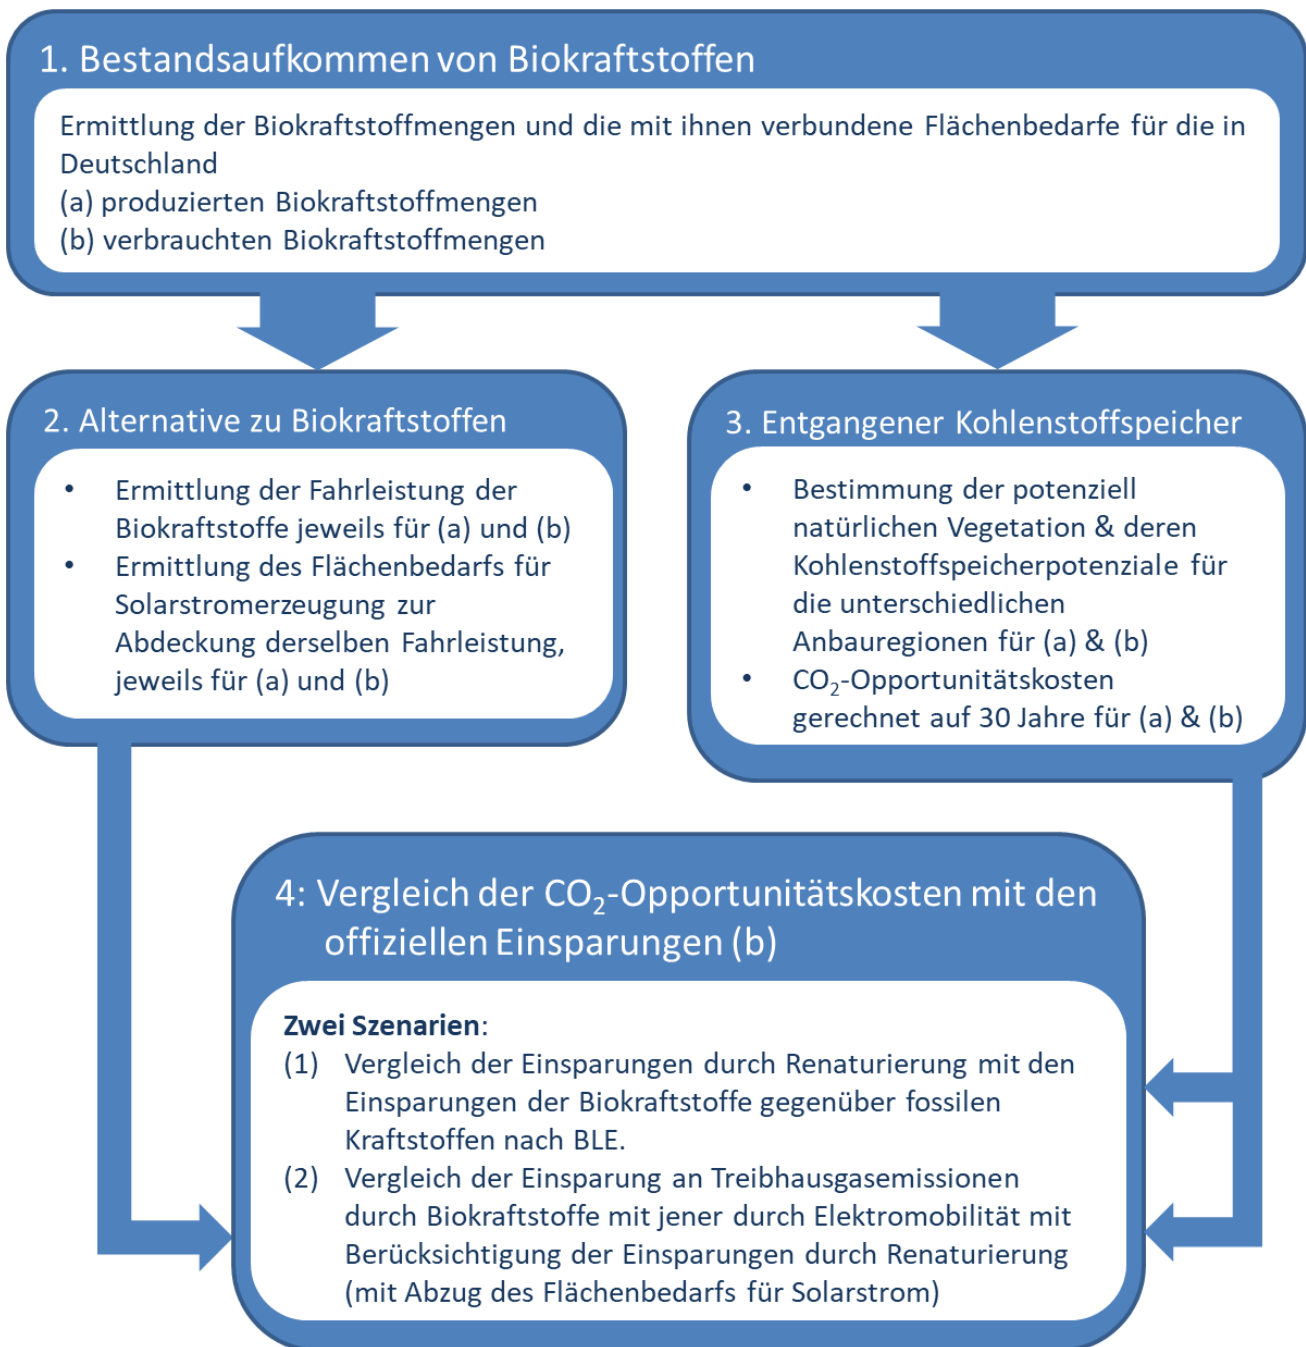 1. Bestandsaufkommen von Biokraftstoffen
Ermittlung der Biokraftstoffmengen und die mit ihnen verbundene Flächenbedarfe für die in
Deutschland
(a) produzierten Biokraftstoffmengen
(b) verbrauchten Biokraftstoffmengen
2. Alternative zu Biokraftstoffen
• Ermittlung der Fahrleistung der
Biokraftstoffe jeweils für (a) und (b)
• Ermittlung des Flächenbedarfs für
Solarstromerzeugung zur
Abdeckung derselben Fahrleistung,
jeweils für (a) und (b)
3. Entgangener Kohlenstoffspeicher
• Bestimmung der potenziell
natürlichen Vegetation & deren
Kohlenstoffspeicherpotenziale für
die unterschiedlichen
Anbauregionen für (a) & (b)
• CO₂-Opportunitätskosten
gerechnet auf 30 Jahre für (a) & (b)
4: Vergleich der CO₂-Opportunitätskosten mit den
offiziellen Einsparungen (b)
Zwei Szenarien:
(1) Vergleich der Einsparungen durch Renaturierung mit den
Einsparungen der Biokraftstoffe gegenüber fossilen
Kraftstoffen nach BLE.
(2) Vergleich der Einsparung an Treibhausgasemissionen
durch Biokraftstoffe mit jener durch Elektromobilität mit
Berücksichtigung der Einsparungen durch Renaturierung
(mit Abzug des Flächenbedarfs für Solarstrom)